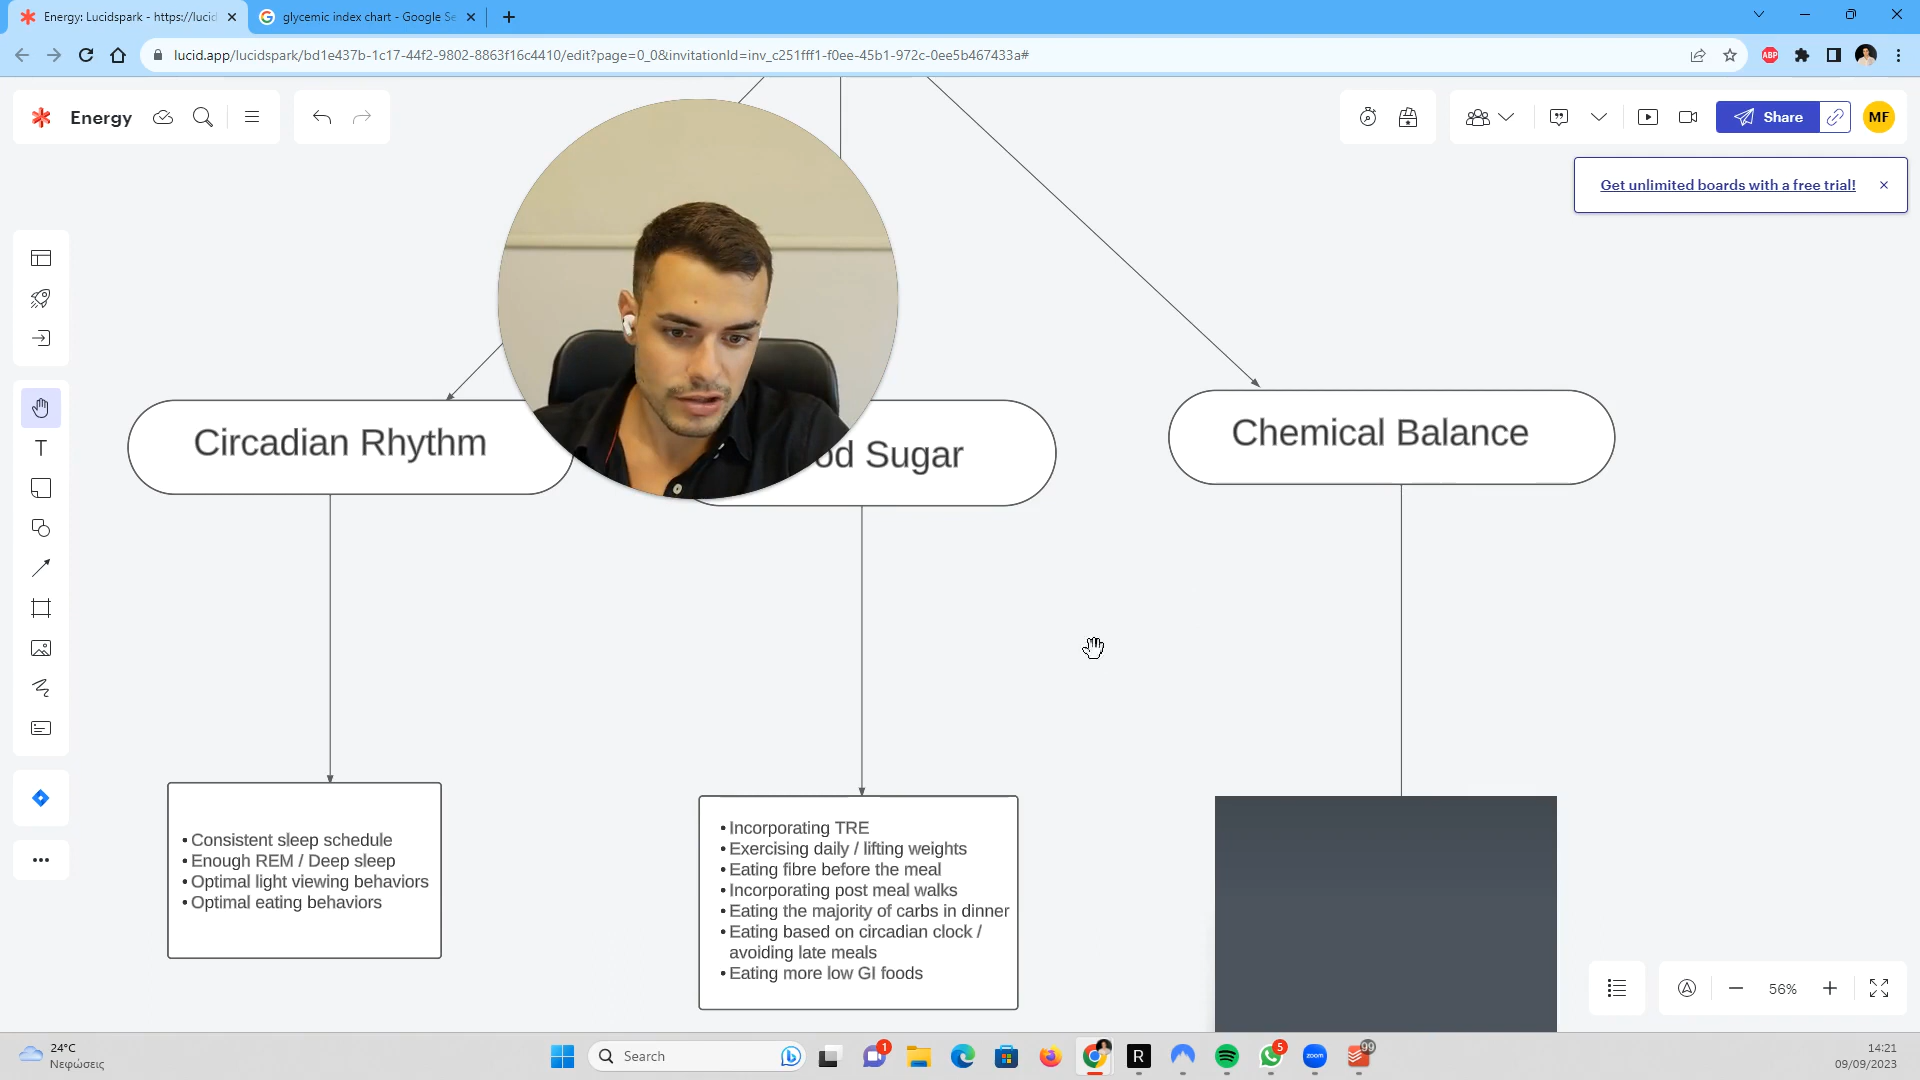 Energy: Lucidspark - https://lucid
glycemic index chart - Google Se
lucid.app/lucidspark/bd1e437b-1c17-44f2-9802-8863f16c4410/edit?page=0_0&invitationId=inv_c251fff1-f0ee-45b1-972c-0ee5b467433a#
ABP
Energy
Share
MF
Get unlimited boards with a free trial!
Circadian Rhythm
od Sugar
Chemical Balance
T
• Consistent sleep schedule
• Enough REM / Deep sleep
• Optimal light viewing behaviors
• Optimal eating behaviors
• Incorporating TRE
• Exercising daily / lifting weights
• Eating fibre before the meal
• Incorporating post meal walks
• Eating the majority of carbs in dinner
• Eating based on circadian clock /
avoiding late meals
• Eating more low GI foods
56%
24°C
Νεφώσεις
Search
1
R
5
zoom
99
14:21
09/09/2023